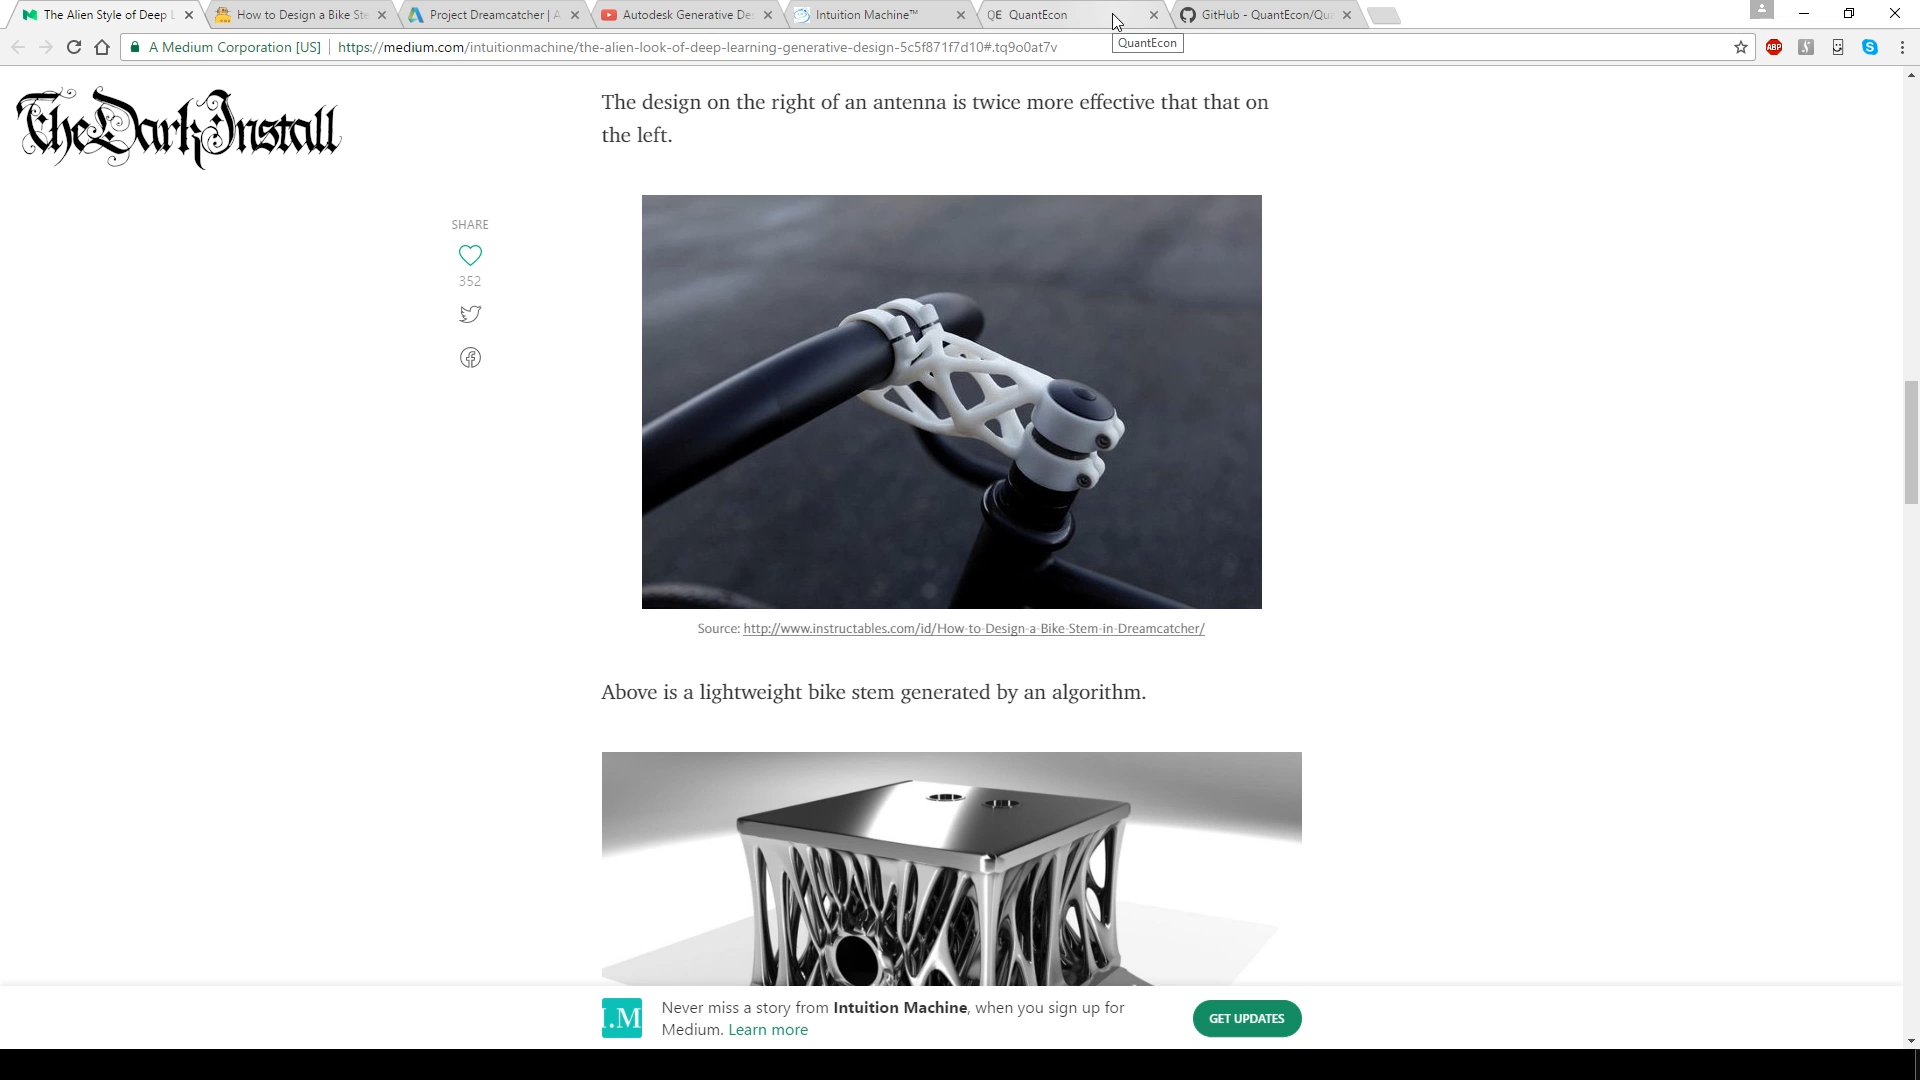 The Alien Style of Deep L
How to Design a Bike Ste
Project Dreamcatcher | A
Autodesk Generative De
Intuition Machine™
QE QuantEcon
GitHub - QuantEcon/Qua
A Medium Corporation [US] https://medium.com/intuitionmachine/the-alien-look-of-deep-learning-generative-design-5c5f871f7d10#.tq9o0at7v
ABP
QuantEcon
TheDarkInstall
The design on the right of an antenna is twice more effective that that on
the left.
SHARE
352
Source: http://www.instructables.com/id/How-to-Design-a-Bike-Stem-in-Dreamcatcher/
Above is a lightweight bike stem generated by an algorithm.
I.M
Never miss a story from Intuition Machine, when you sign up for
Medium. Learn more
GET UPDATES